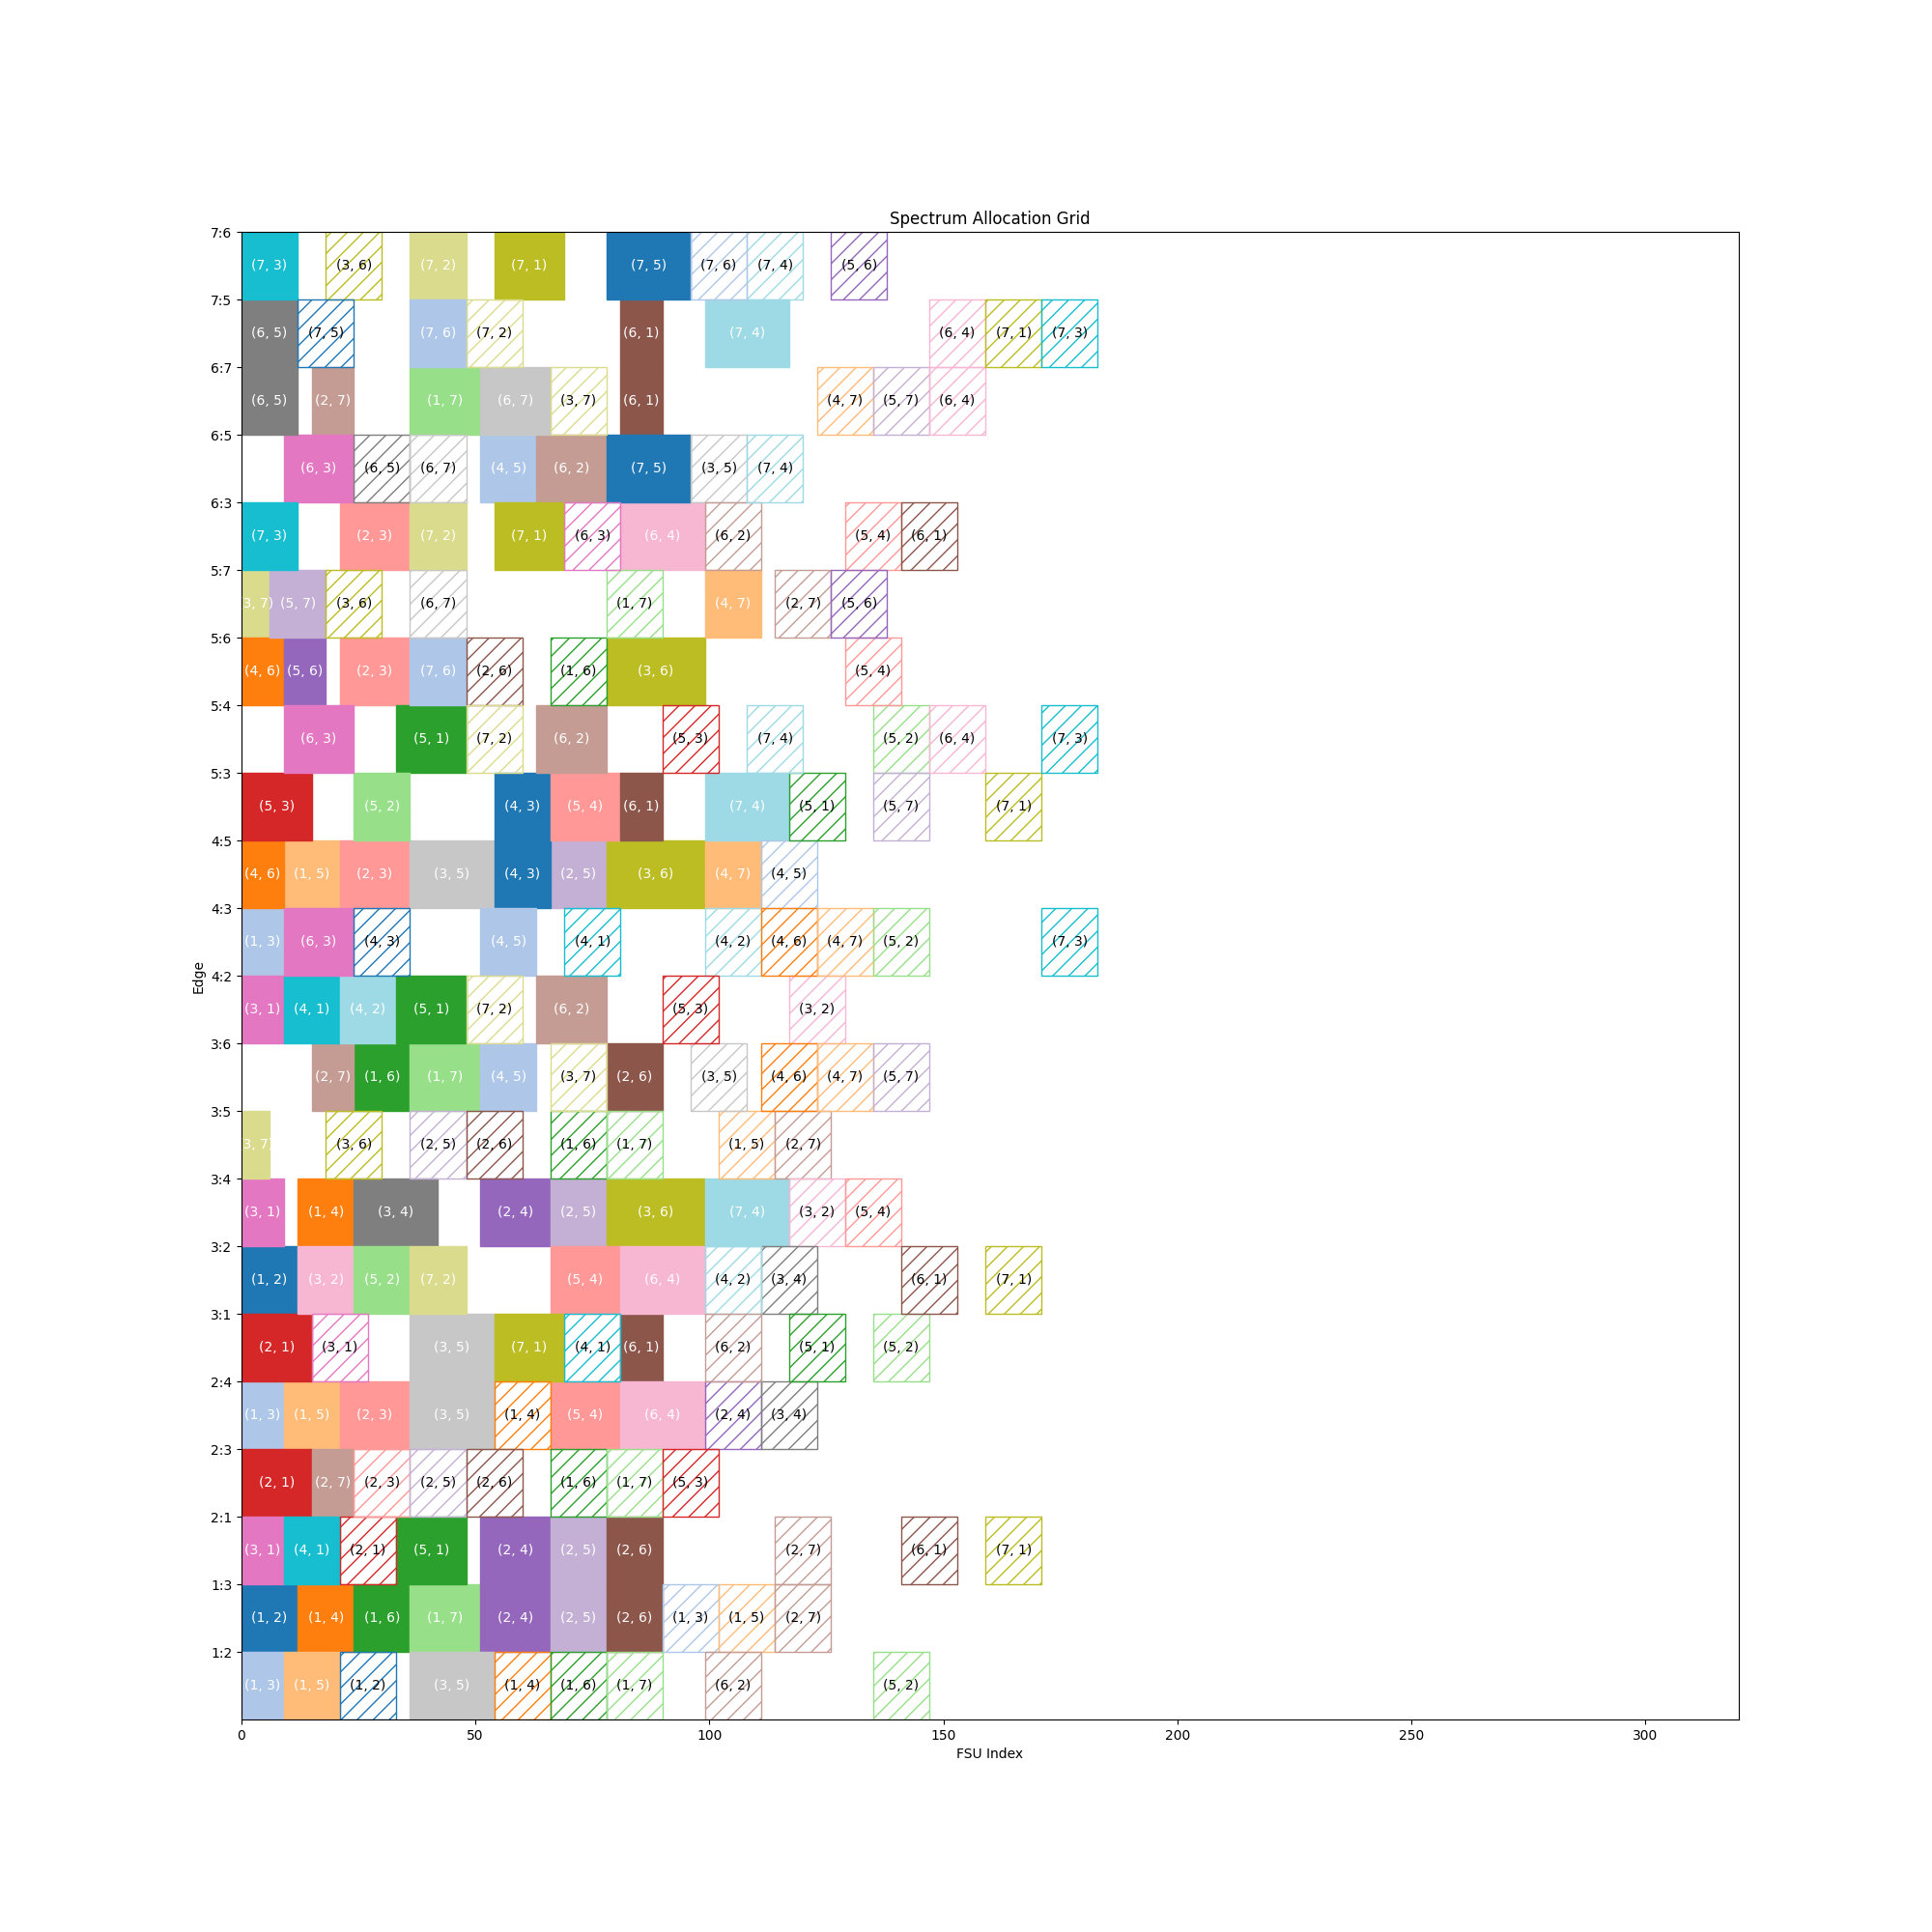 Spectrum Allocation Grid
7:6
(7, 3) (3, 6) (7, 2) (7, 1) (7, 5) (7, 6) (7, 4) (5, 6)
7:5
(6, 5) (7, 5) (7, 6) (7, 2) (6, 1) (7, 4) (6, 4) (7, 1) (7, 3)
6:7
(6, 5) (2, 7) (1, 7) (6, 7) (3, 7) (6, 1) (4, 7) (5, 7) (6, 4)
6:5
(6, 3) (6, 5) (6, 7) (4, 5) (6, 2) (7, 5) (3, 5) (7, 4)
6:3
(7, 3) (2, 3) (7, 2) (7, 1) (6, 3) (6, 4) (6, 2) (5, 4) (6, 1)
5:7
3, 7) (5, 7) (3, 6) (6, 7) (1, 7) (4, 7) (2, 7) (5, 6)
5:6
(4, 6) (5, 6) (2, 3) (7, 6) (2, 6) (1, 6) (3, 6) (5, 4)
5:4
(6, 3) (5, 1) (7, 2) (6, 2) (5, 3) (7, 4) (5, 2) (6, 4) (7, 3)
5:3
(5, 3) (5, 2) (4, 3) (5, 4) (6, 1) (7, 4) (5, 1) (5, 7) (7, 1)
4:5
(4, 6) (1, 5) (2, 3) (3, 5) (4, 3) (2, 5) (3, 6) (4, 7) (4, 5)
4:3
(1, 3) (6, 3) (4, 3) (4, 5) (4, 1) (4, 2) (4, 6) (4, 7) (5, 2) (7, 3)
4:2
Edge
(3, 1) (4, 1) (4, 2) (5, 1) (7, 2) (6, 2) (5, 3) (3, 2)
3:6
(2, 7) (1, 6) (1, 7) (4, 5) (3, 7) (2, 6) (3, 5) (4, 6) (4, 7) (5, 7)
3:5
3, 7 (3, 6) (2, 5) (2, 6) (1, 6) (1, 7) (1, 5) (2, 7)
3:4
(3, 1) (1, 4) (3, 4) (2, 4) (2, 5) (3, 6) (7, 4) (3, 2) (5, 4)
3:2
(1, 2) (3, 2) (5, 2) (7, 2) (5, 4) (6, 4) (4, 2) (3, 4) (6, 1) (7, 1)
3:1
(2, 1) (3, 1) (3, 5) (7, 1) (4, 1) (6, 1) (6, 2) (5, 1) (5, 2)
2:4
(1, 3) (1, 5) (2, 3) (3, 5) (1, 4) (5, 4) (6, 4) (2, 4) (3, 4)
2:3
(2, 1) (2, 7) (2, 3) (2, 5) (2, 6) (1, 6) (1, 7) (5, 3)
2:1
(3, 1) (4, 1) (2, 1) (5, 1) (2, 4) (2, 5) (2, 6) (2, 7) (6, 1) (7, 1)
1:3
(1, 2) (1, 4) (1, 6) (1, 7) (2, 4) (2, 5) (2, 6) (1, 3) (1, 5) (2, 7)
1:2
(1, 3) (1, 5) (1, 2) (3, 5) (1, 4) (1, 6) (1, 7) (6, 2) (5, 2)
0 50 100 150 200 250 300
FSU Index